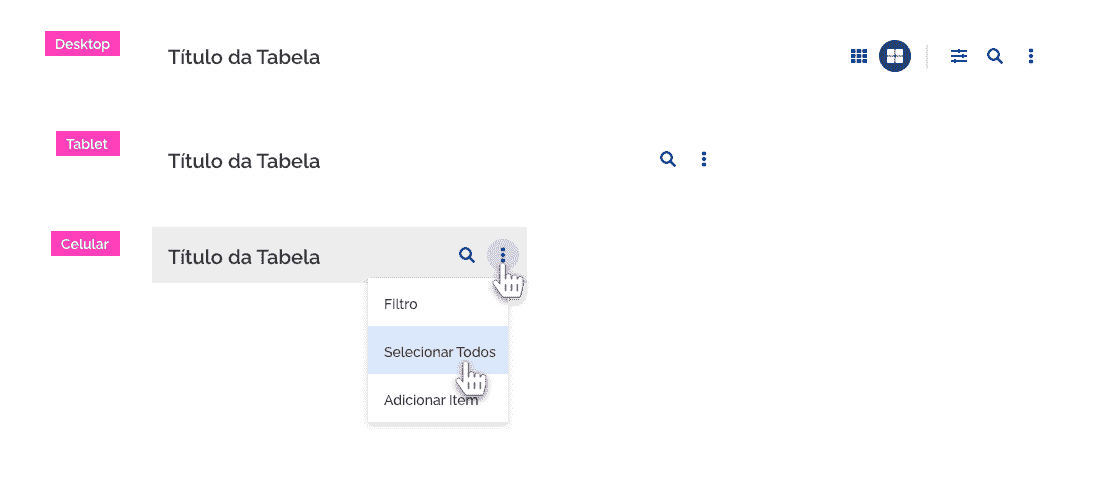 Desktop
Título da Tabela
Tablet
Título da Tabela
Celular
Título da Tabela
Filtro
Selecionar Todos
Adicionar Item